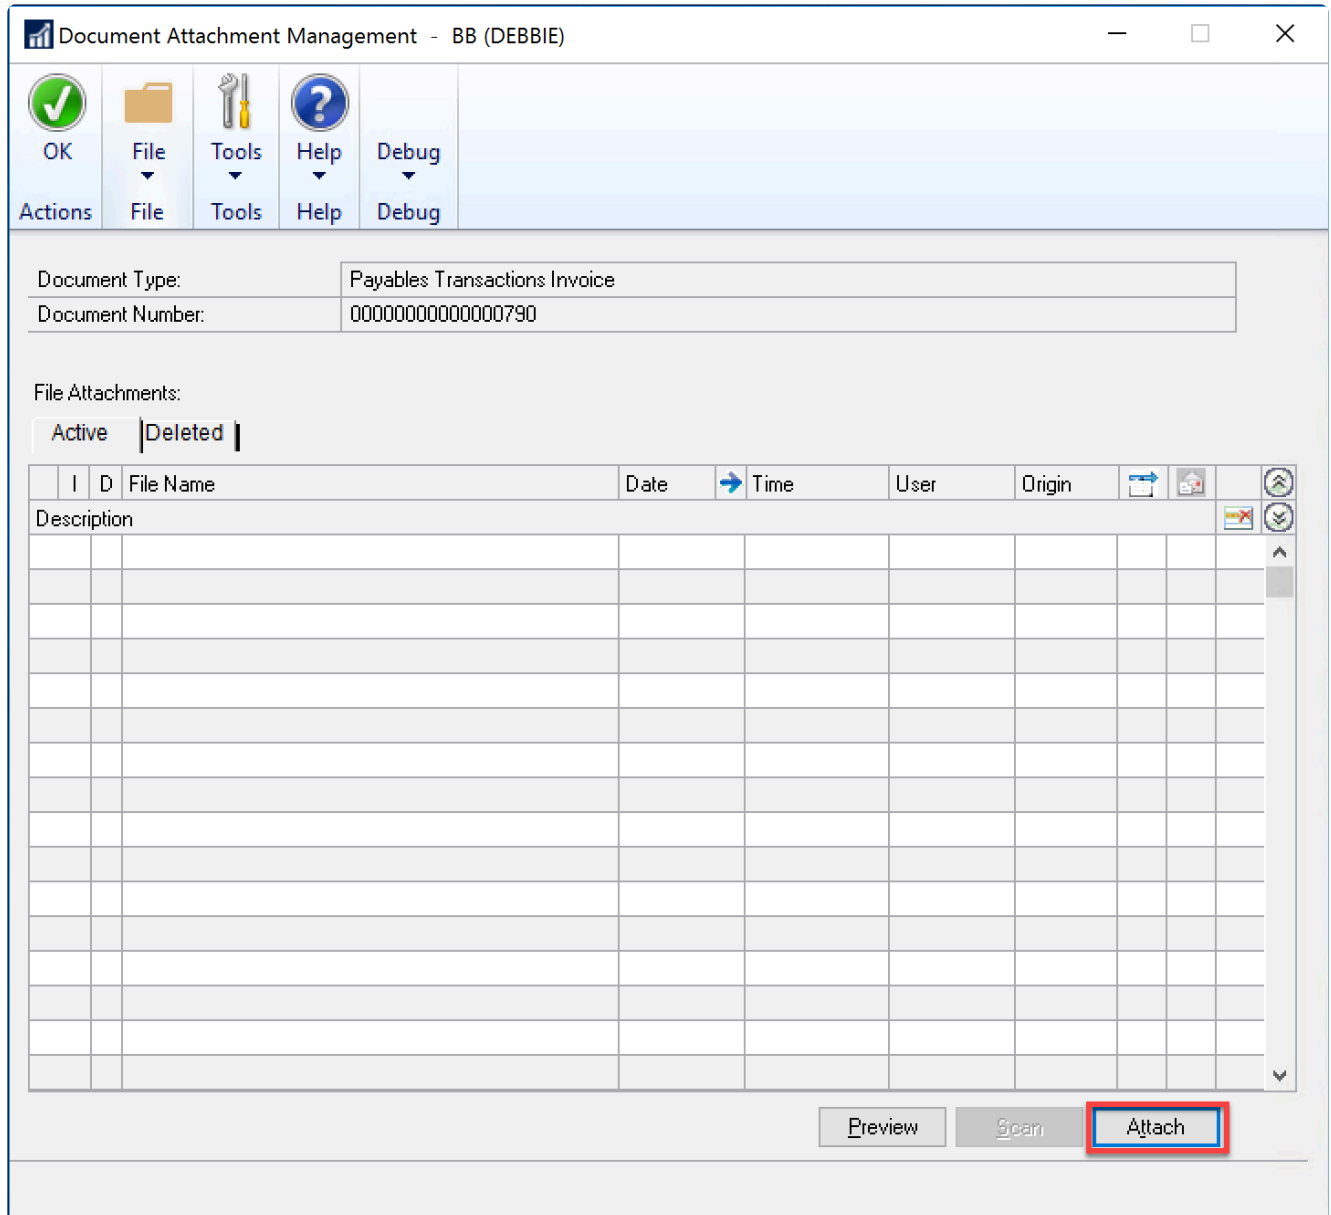 Document Attachment Management - BB (DEBBIE)
OK File Tools Help Debug
Actions File Tools Help Debug
Document Type: Payables Transactions Invoice
Document Number: 00000000000000790
File Attachments:
Active Deleted
I D File Name Date Time User Origin
Description
Preview Scan Attach